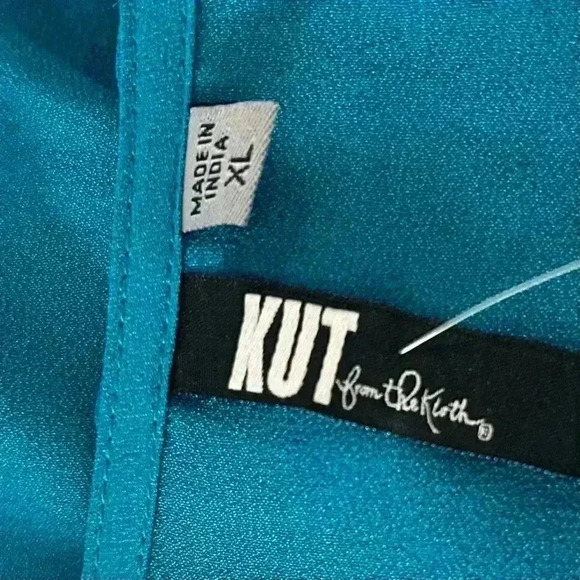 MADE IN
INDIA
XL
KUT from the Kloth®